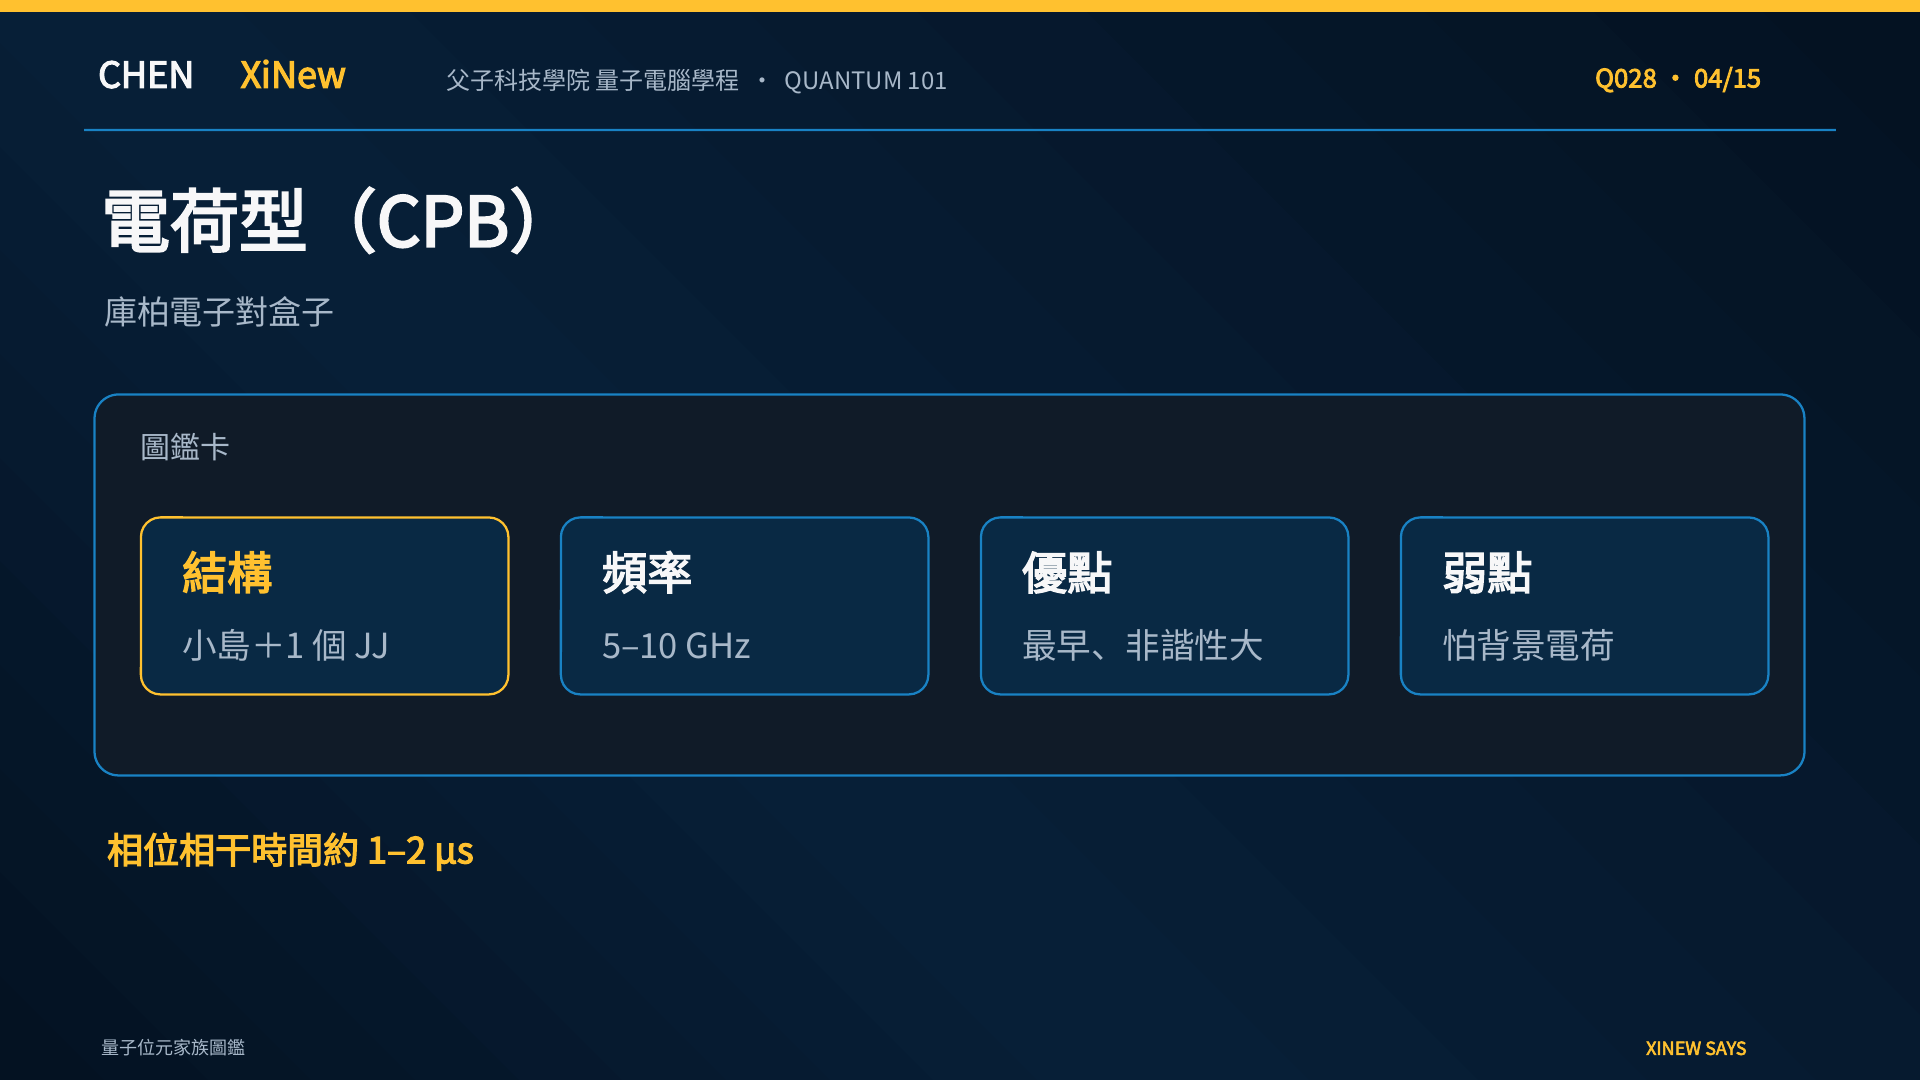 CHEN XiNew 父子科技學院 量子電腦學程 · QUANTUM 101 Q028 · 04/15
電荷型（CPB）
庫柏電子對盒子
圖鑑卡
結構
小島＋1 個 JJ
頻率
5–10 GHz
優點
最早、非諧性大
弱點
怕背景電荷
相位相干時間約 1–2 μs
量子位元家族圖鑑
XINEW SAYS